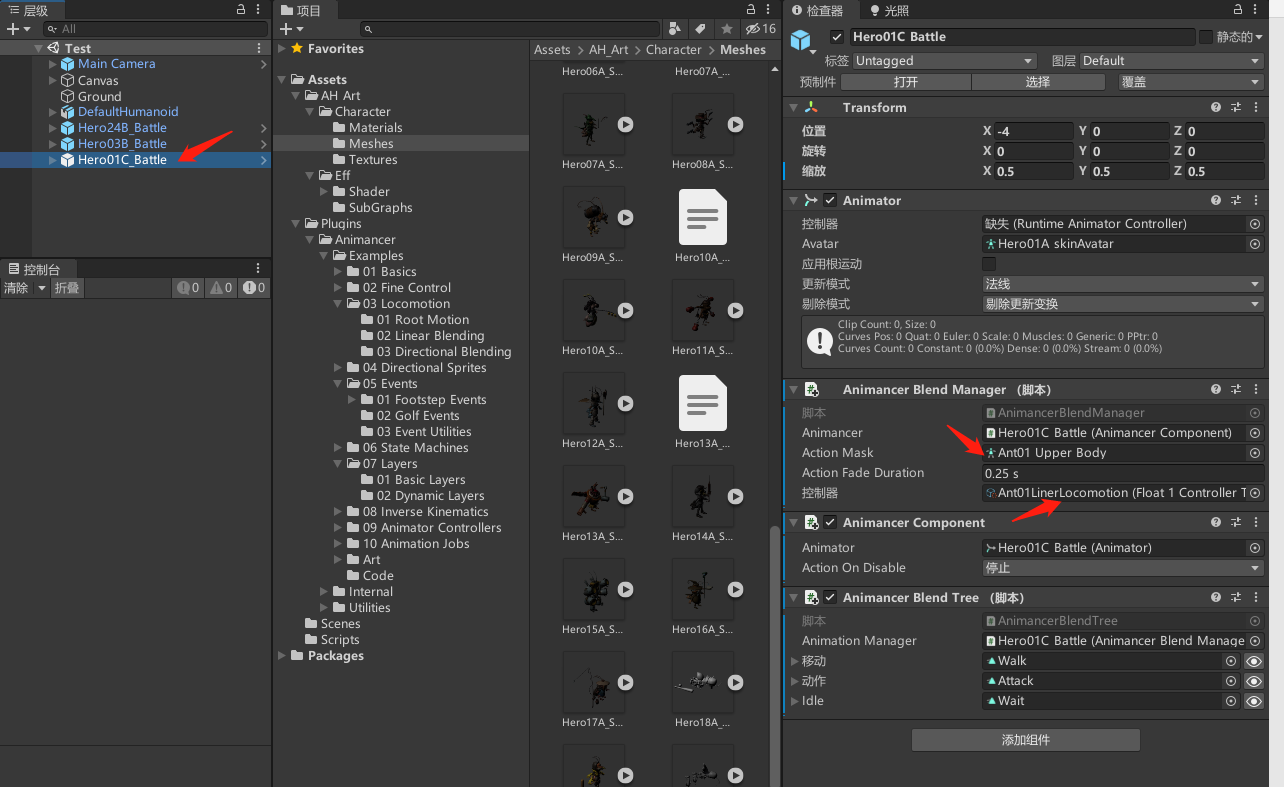 层级
All
Test
Main Camera
Canvas
Ground
DefaultHumanoid
Hero24B_Battle
Hero03B_Battle
Hero01C_Battle
控制台
清除 折叠 0 0 0
项目
16
Favorites
Assets
AH_Art
Character
Materials
Meshes
Textures
Eff
Shader
SubGraphs
Plugins
Animancer
Examples
01 Basics
02 Fine Control
03 Locomotion
01 Root Motion
02 Linear Blending
03 Directional Blending
04 Directional Sprites
05 Events
01 Footstep Events
02 Golf Events
03 Event Utilities
06 State Machines
07 Layers
01 Basic Layers
02 Dynamic Layers
08 Inverse Kinematics
09 Animator Controllers
10 Animation Jobs
Art
Code
Internal
Utilities
Scenes
Scripts
Packages
Assets > AH_Art > Character > Meshes
Hero06A_S... Hero07A_...
Hero07A_S... Hero08A_...
Hero09A_S... Hero10A_...
Hero10A_S... Hero11A_...
Hero12A_S... Hero13A_...
Hero13A_S... Hero14A_...
Hero15A_S... Hero16A_...
Hero17A_S... Hero18A_...
检查器 光照
Hero01C Battle 静态的
标签 Untagged 图层 Default
预制件 打开 选择 覆盖
Transform
位置 X -4 Y 0 Z 0
旋转 X 0 Y 0 Z 0
缩放 X 0.5 Y 0.5 Z 0.5
Animator
控制器 缺失 (Runtime Animator Controller)
Avatar Hero01A skinAvatar
应用根运动
更新模式 法线
剔除模式 剔除更新变换
Clip Count: 0, Size: 0
Curves Pos: 0 Quat: 0 Euler: 0 Scale: 0 Muscles: 0 Generic: 0 PPtr: 0
Curves Count: 0 Constant: 0 (0.0%) Dense: 0 (0.0%) Stream: 0 (0.0%)
Animancer Blend Manager （脚本）
脚本 AnimancerBlendManager
Animancer Hero01C Battle (Animancer Component)
Action Mask Ant01 Upper Body
Action Fade Duration 0.25 s
控制器 Ant01LinerLocomotion (Float 1 Controller T
Animancer Component
Animator Hero01C Battle (Animator)
Action On Disable 停止
Animancer Blend Tree （脚本）
脚本 AnimancerBlendTree
Animation Manager Hero01C Battle (Animancer Blend Manage
移动 Walk
动作 Attack
Idle Wait
添加组件